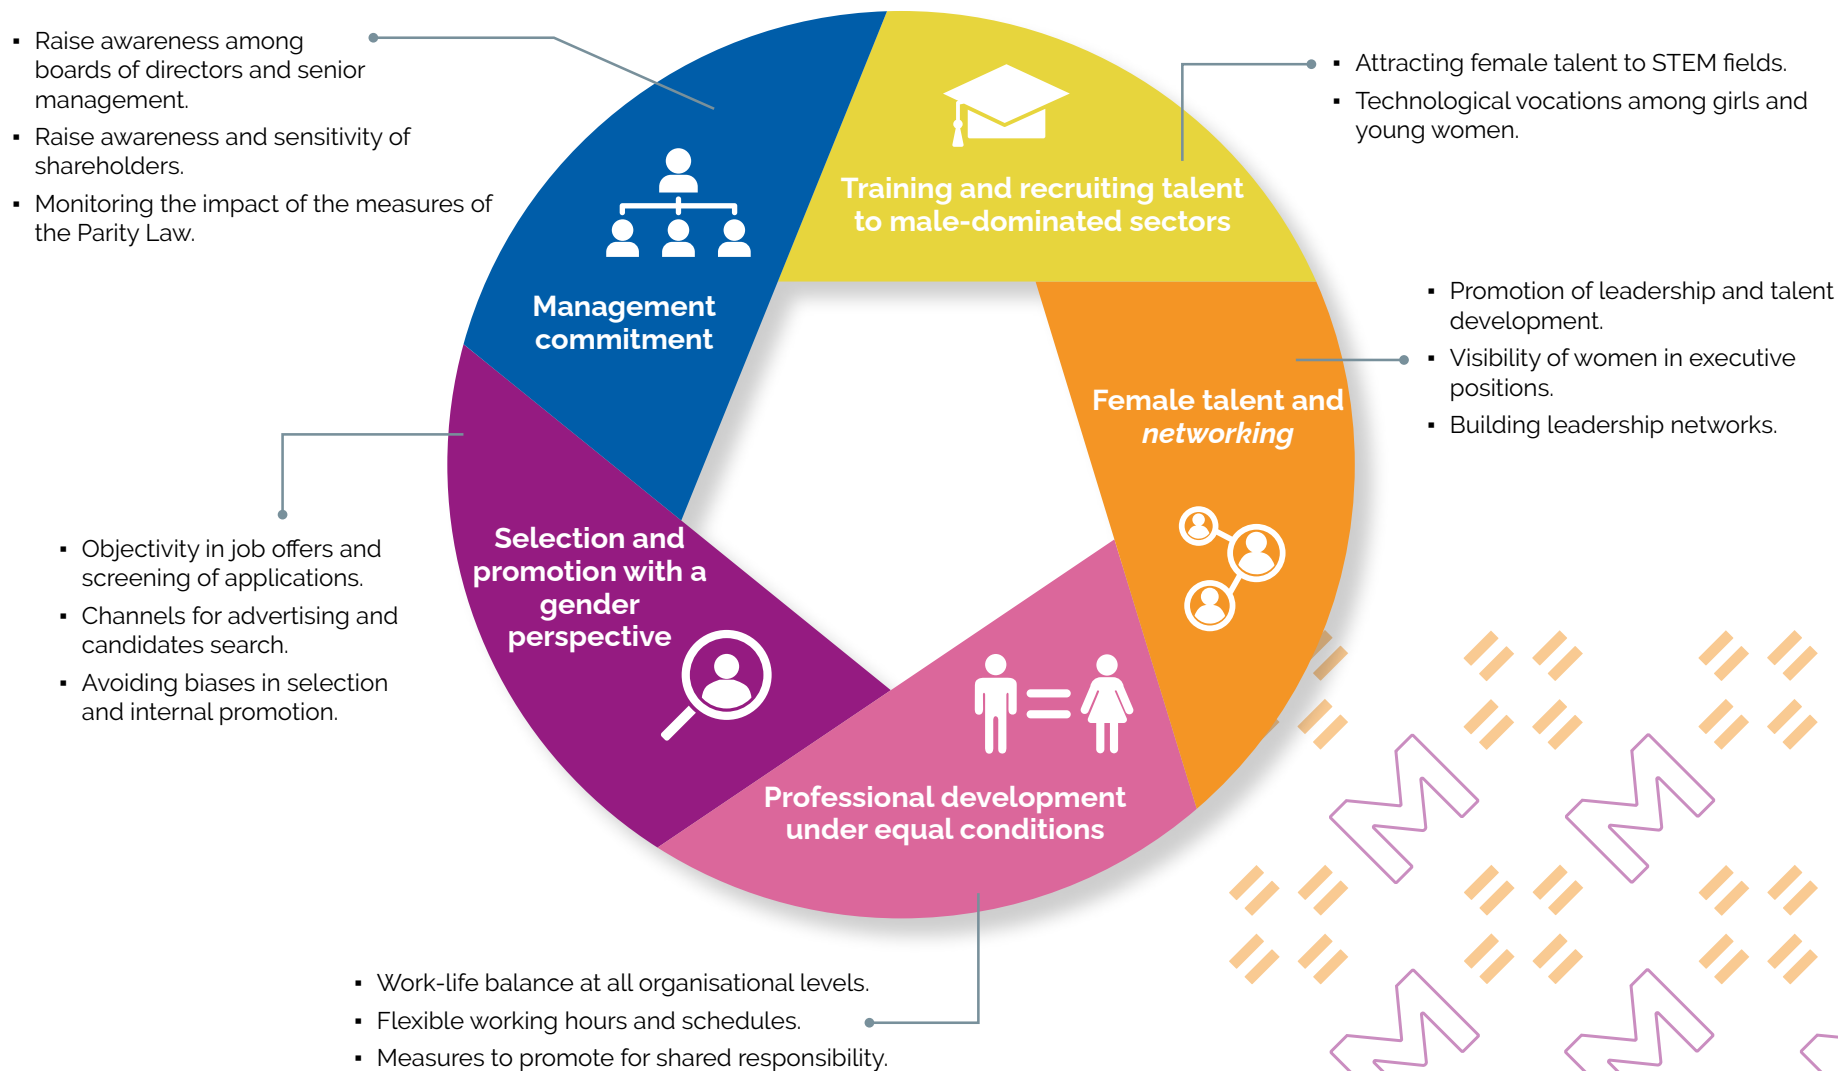 ▪ Raise awareness among
boards of directors and senior
management.
▪ Raise awareness and sensitivity of
shareholders.
▪ Monitoring the impact of the measures of
the Parity Law.
Management
commitment
Training and recruiting talent
to male-dominated sectors
▪ Attracting female talent to STEM fields.
▪ Technological vocations among girls and
young women.
Female talent and
networking
▪ Promotion of leadership and talent
development.
▪ Visibility of women in executive
positions.
▪ Building leadership networks.
Selection and
promotion with a
gender
perspective
▪ Objectivity in job offers and
screening of applications.
▪ Channels for advertising and
candidates search.
▪ Avoiding biases in selection
and internal promotion.
Professional development
under equal conditions
▪ Work-life balance at all organisational levels.
▪ Flexible working hours and schedules.
▪ Measures to promote for shared responsibility.